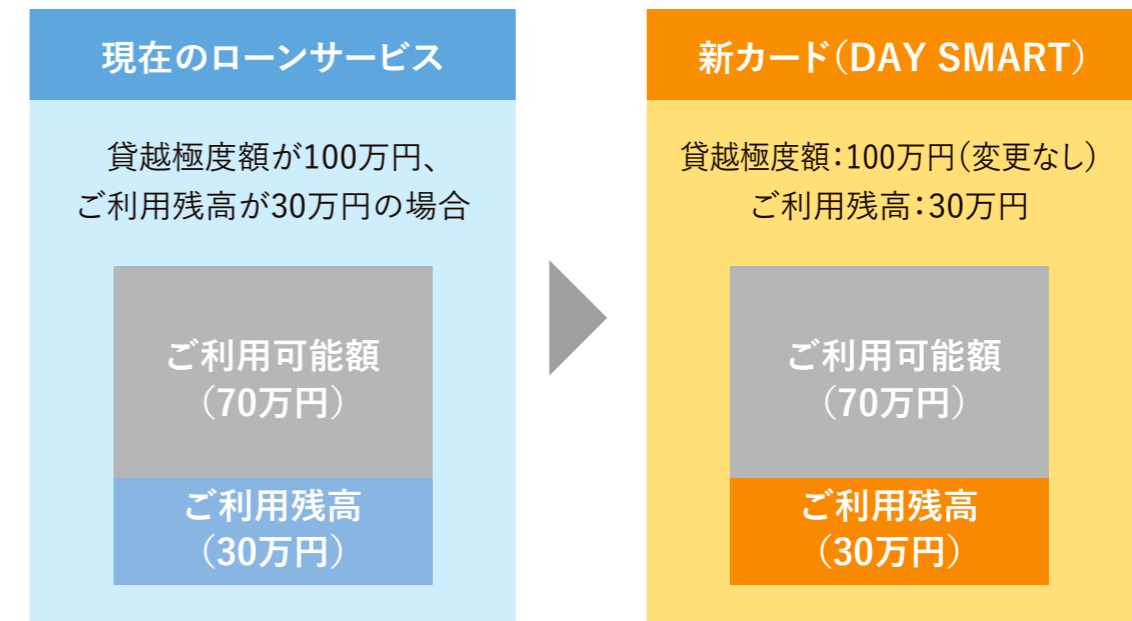 現在のローンサービス
貸越極度額が100万円、
ご利用残高が30万円の場合
ご利用可能額
（70万円）
ご利用残高
（30万円）
新カード（DAY SMART）
貸越極度額：100万円（変更なし）
ご利用残高：30万円
ご利用可能額
（70万円）
ご利用残高
（30万円）